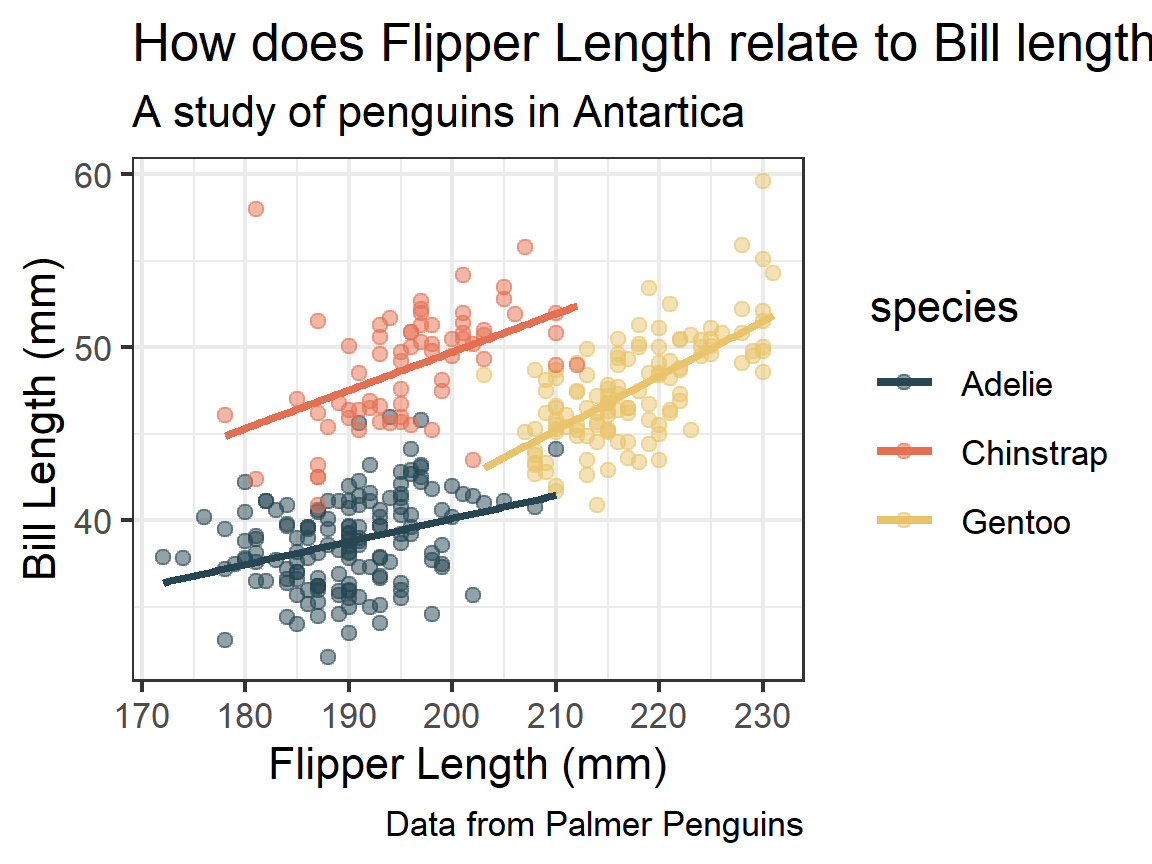 How does Flipper Length relate to Bill length
A study of penguins in Antartica
60
50
40
Bill Length (mm)
170 180 190 200 210 220 230
Flipper Length (mm)
species
Adelie
Chinstrap
Gentoo
Data from Palmer Penguins